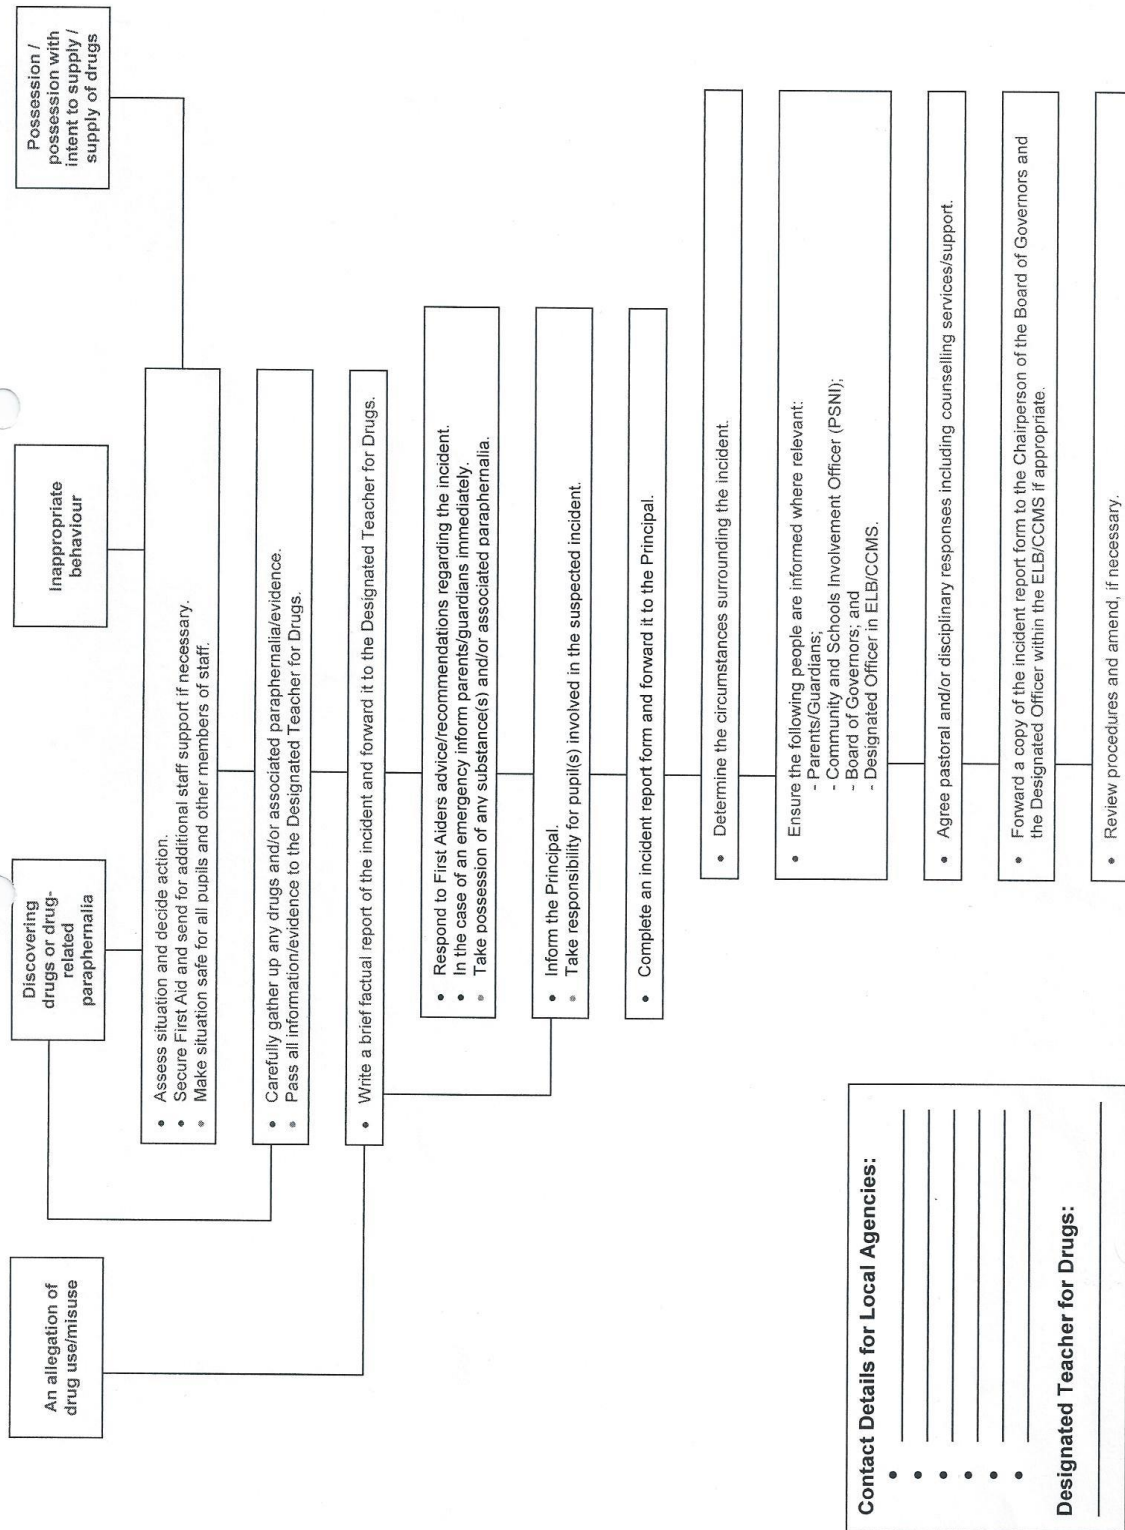 An allegation of
drug use/misuse
Discovering
drugs or drug-
related
paraphernalia
Inappropriate
behaviour
Possession /
possession with
intent to supply /
supply of drugs
• Assess situation and decide action.
• Secure First Aid and send for additional staff support if necessary.
• Make situation safe for all pupils and other members of staff.
• Carefully gather up any drugs and/or associated paraphernalia/evidence.
• Pass all information/evidence to the Designated Teacher for Drugs.
• Write a brief factual report of the incident and forward it to the Designated Teacher for Drugs.
• Respond to First Aiders advice/recommendations regarding the incident.
• In the case of an emergency inform parents/guardians immediately.
• Take possession of any substance(s) and/or associated paraphernalia.
• Inform the Principal.
• Take responsibility for pupil(s) involved in the suspected incident.
• Complete an incident report form and forward it to the Principal.
• Determine the circumstances surrounding the incident.
• Ensure the following people are informed where relevant:
- Parents/Guardians;
- Community and Schools Involvement Officer (PSNI);
- Board of Governors; and
- Designated Officer in ELB/CCMS.
• Agree pastoral and/or disciplinary responses including counselling services/support.
• Forward a copy of the incident report form to the Chairperson of the Board of Governors and
the Designated Officer within the ELB/CCMS if appropriate.
• Review procedures and amend, if necessary.
Contact Details for Local Agencies:
Designated Teacher for Drugs: